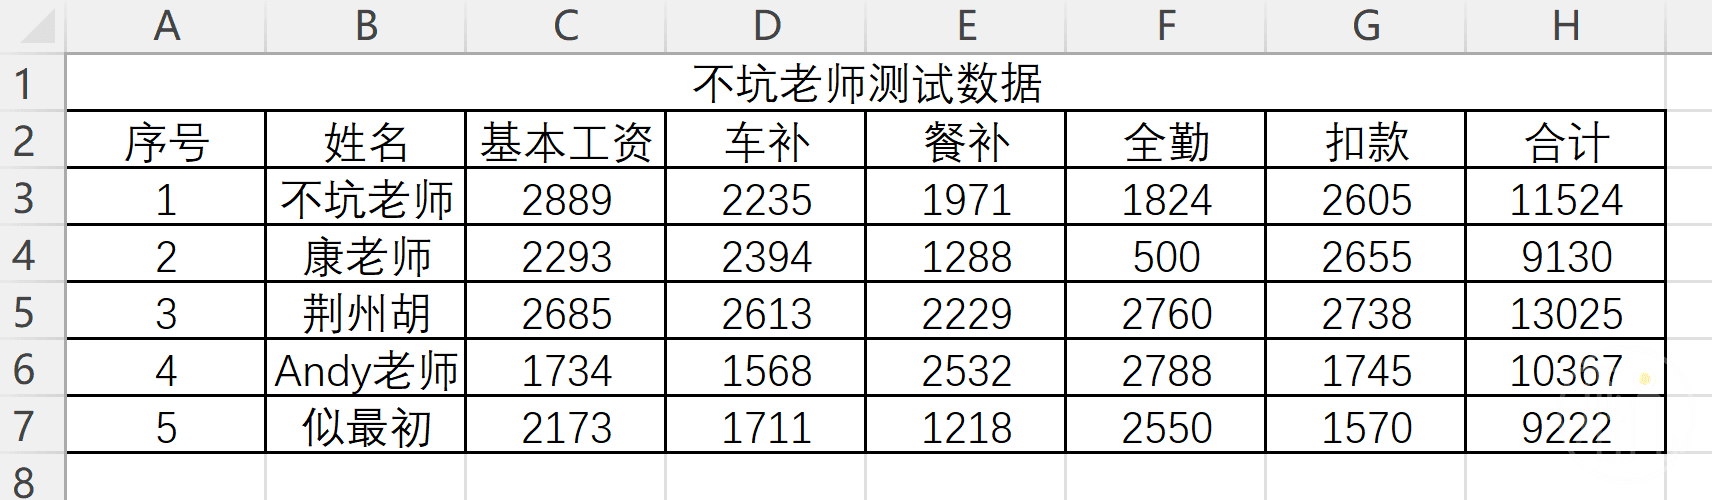 A B C D E F G H
1 不坑老师测试数据
2 序号 姓名 基本工资 车补 餐补 全勤 扣款 合计
3 1 不坑老师 2889 2235 1971 1824 2605 11524
4 2 康老师 2293 2394 1288 500 2655 9130
5 3 荆州胡 2685 2613 2229 2760 2738 13025
6 4 Andy老师 1734 1568 2532 2788 1745 10367
7 5 似最初 2173 1711 1218 2550 1570 9222
8